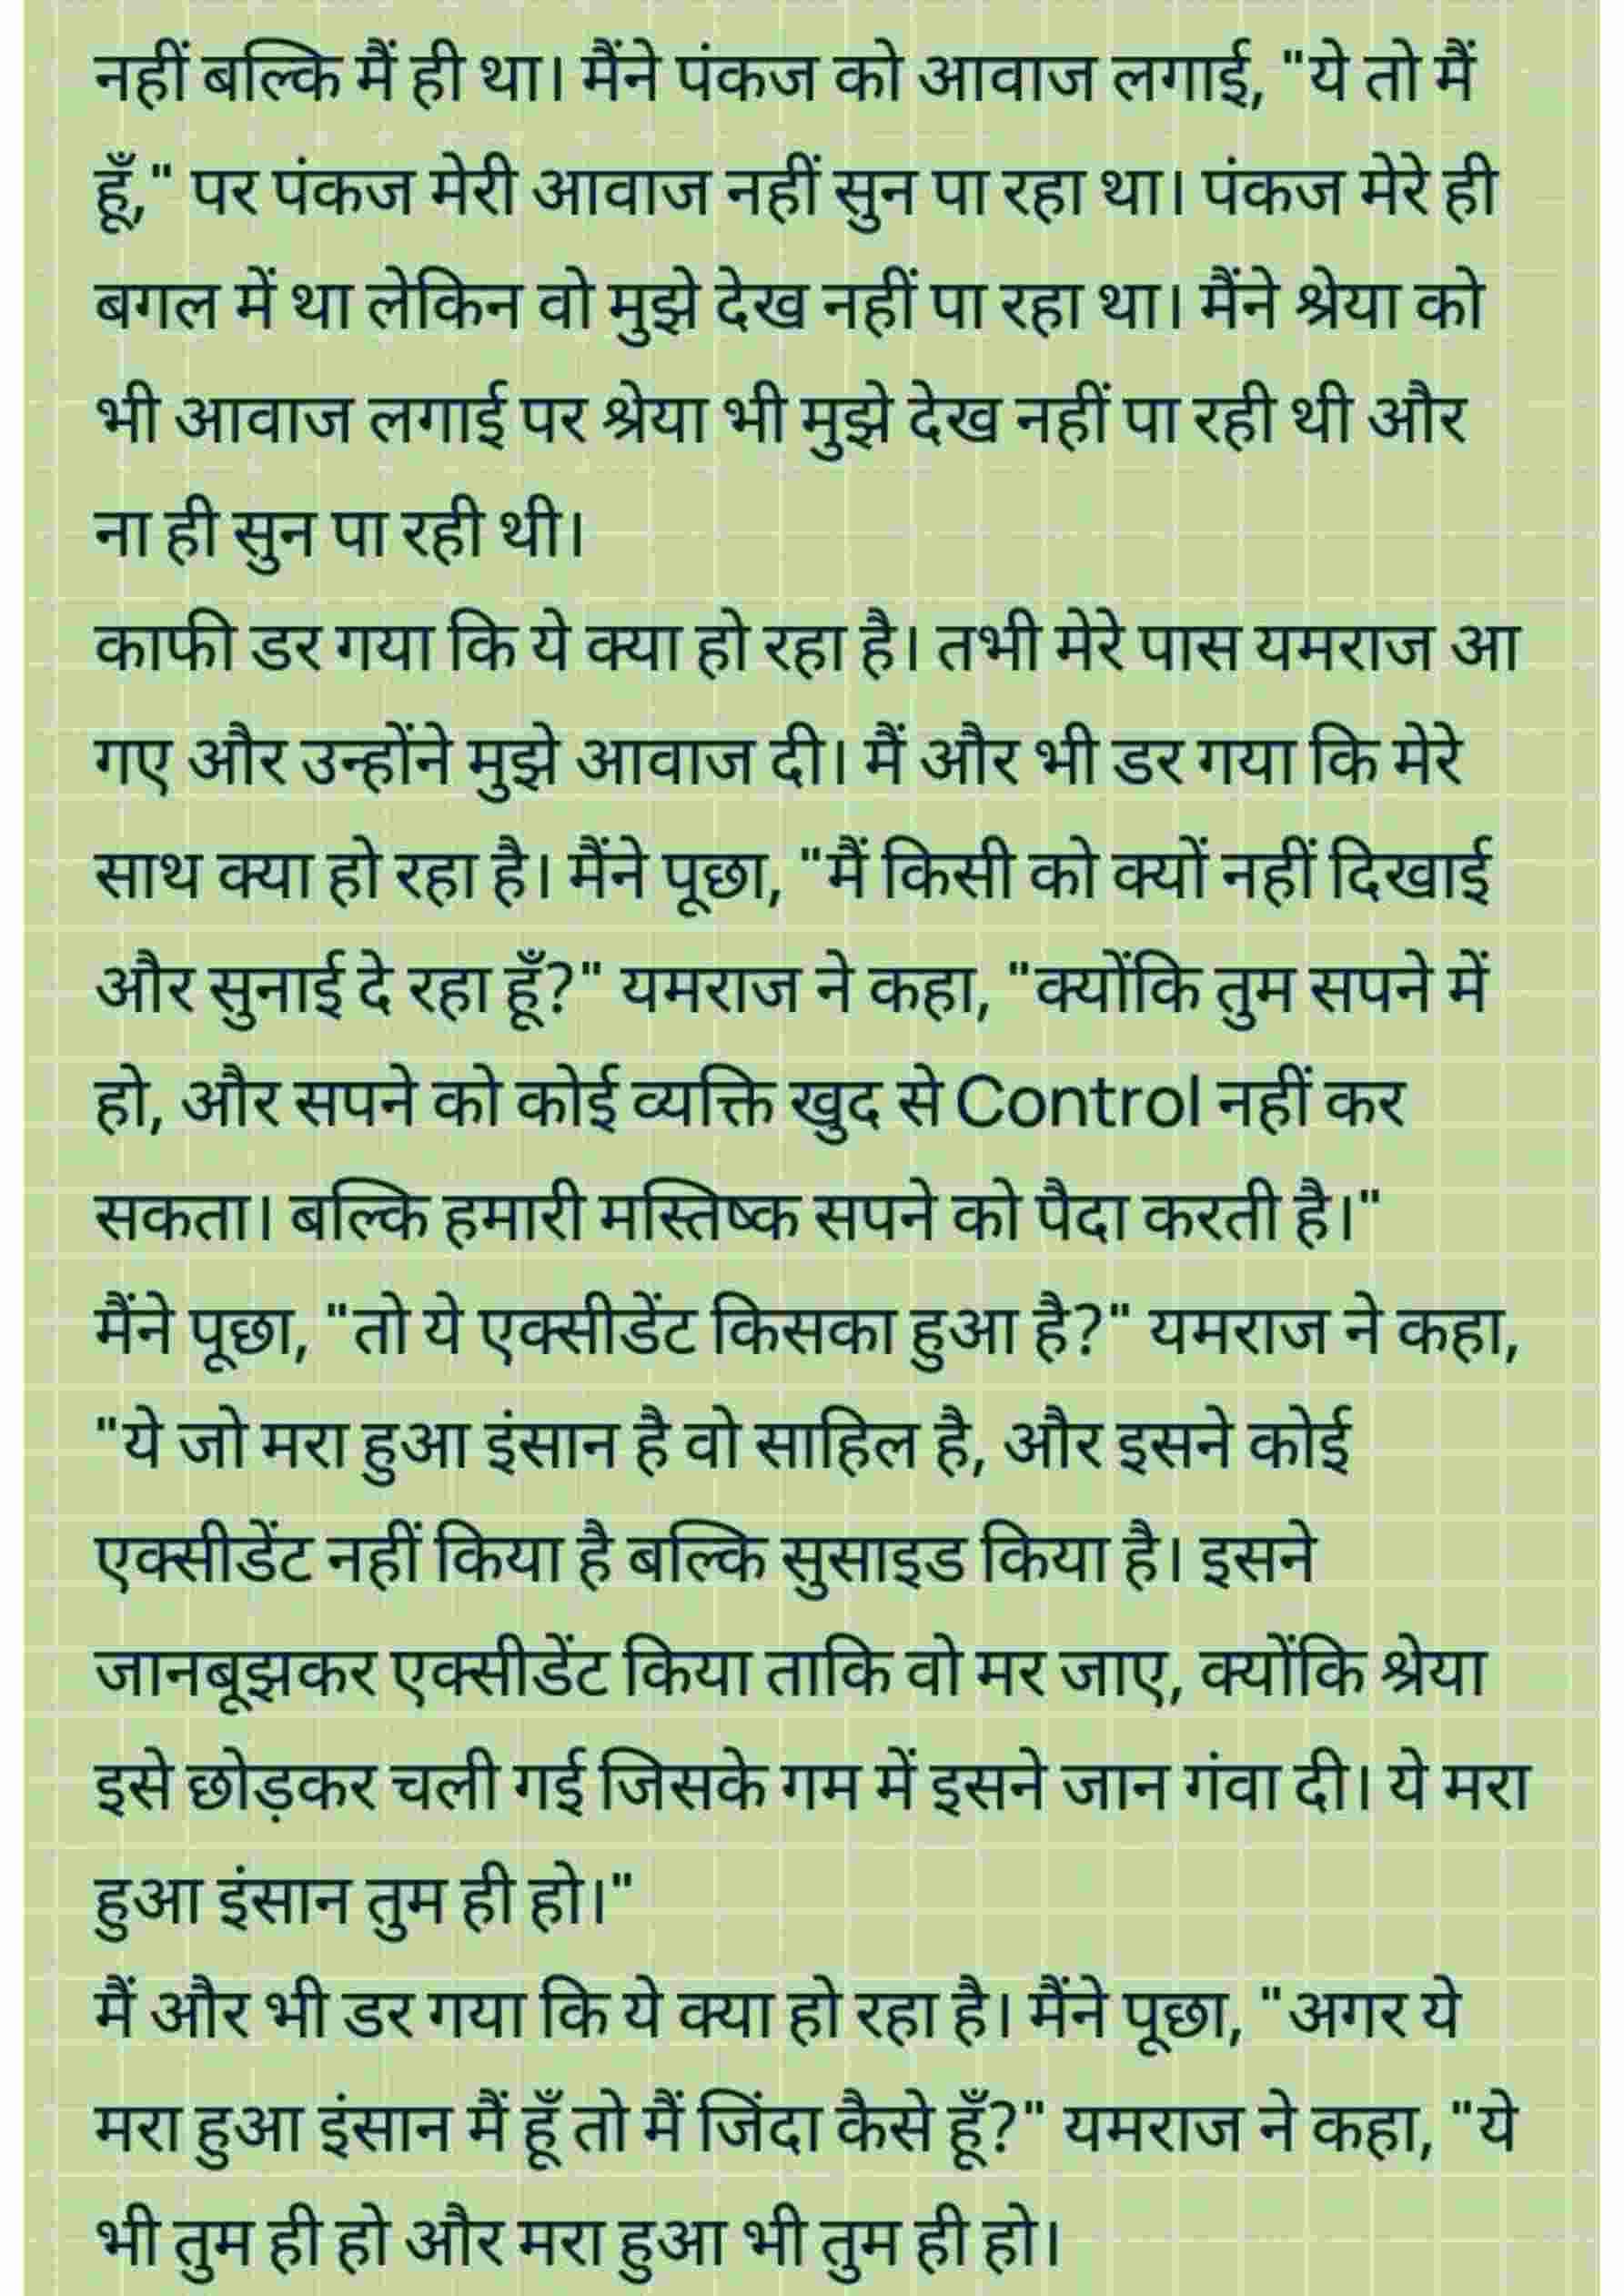 नहीं बल्कि मैं ही था। मैंने पंकज को आवाज लगाई, "ये तो मैं
हूँ," पर पंकज मेरी आवाज नहीं सुन पा रहा था। पंकज मेरे ही
बगल में था लेकिन वो मुझे देख नहीं पा रहा था। मैंने श्रेया को
भी आवाज लगाई पर श्रेया भी मुझे देख नहीं पा रही थी और
ना ही सुन पा रही थी।
काफी डर गया कि ये क्या हो रहा है। तभी मेरे पास यमराज आ
गए और उन्होंने मुझे आवाज दी। मैं और भी डर गया कि मेरे
साथ क्या हो रहा है। मैंने पूछा, "मैं किसी को क्यों नहीं दिखाई
और सुनाई दे रहा हूँ?" यमराज ने कहा, "क्योंकि तुम सपने में
हो, और सपने को कोई व्यक्ति खुद से Control नहीं कर
सकता। बल्कि हमारी मस्तिष्क सपने को पैदा करती है।"
मैंने पूछा, "तो ये एक्सीडेंट किसका हुआ है?" यमराज ने कहा,
"ये जो मरा हुआ इंसान है वो साहिल है, और इसने कोई
एक्सीडेंट नहीं किया है बल्कि सुसाइड किया है। इसने
जानबूझकर एक्सीडेंट किया ताकि वो मर जाए, क्योंकि श्रेया
इसे छोड़कर चली गई जिसके गम में इसने जान गंवा दी। ये मरा
हुआ इंसान तुम ही हो।"
मैं और भी डर गया कि ये क्या हो रहा है। मैंने पूछा, "अगर ये
मरा हुआ इंसान मैं हूँ तो मैं जिंदा कैसे हूँ?" यमराज ने कहा, "ये
भी तुम ही हो और मरा हुआ भी तुम ही हो।